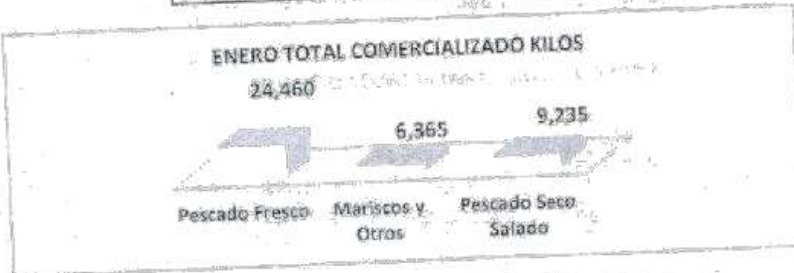 ENERO TOTAL COMERCIALIZADO KILOS
24,460
6,365
9,235
Pescado Fresco
Mariscos y
Otros
Pescado Seco
Salado